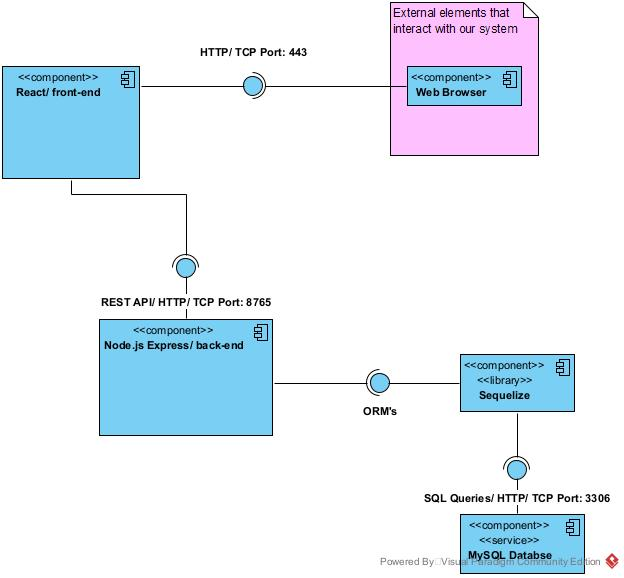 External elements that
interact with our system
HTTP/ TCP Port: 443
<<component>>
React/ front-end
<<component>>
Web Browser
REST API/ HTTP/ TCP Port: 8765
<<component>>
Node.js Express/ back-end
<<component>>
<<library>>
Sequelize
ORM's
SQL Queries/ HTTP/ TCP Port: 3306
<<component>>
<<service>>
MySQL Databse
Powered By Visual Paradigm Community Edition